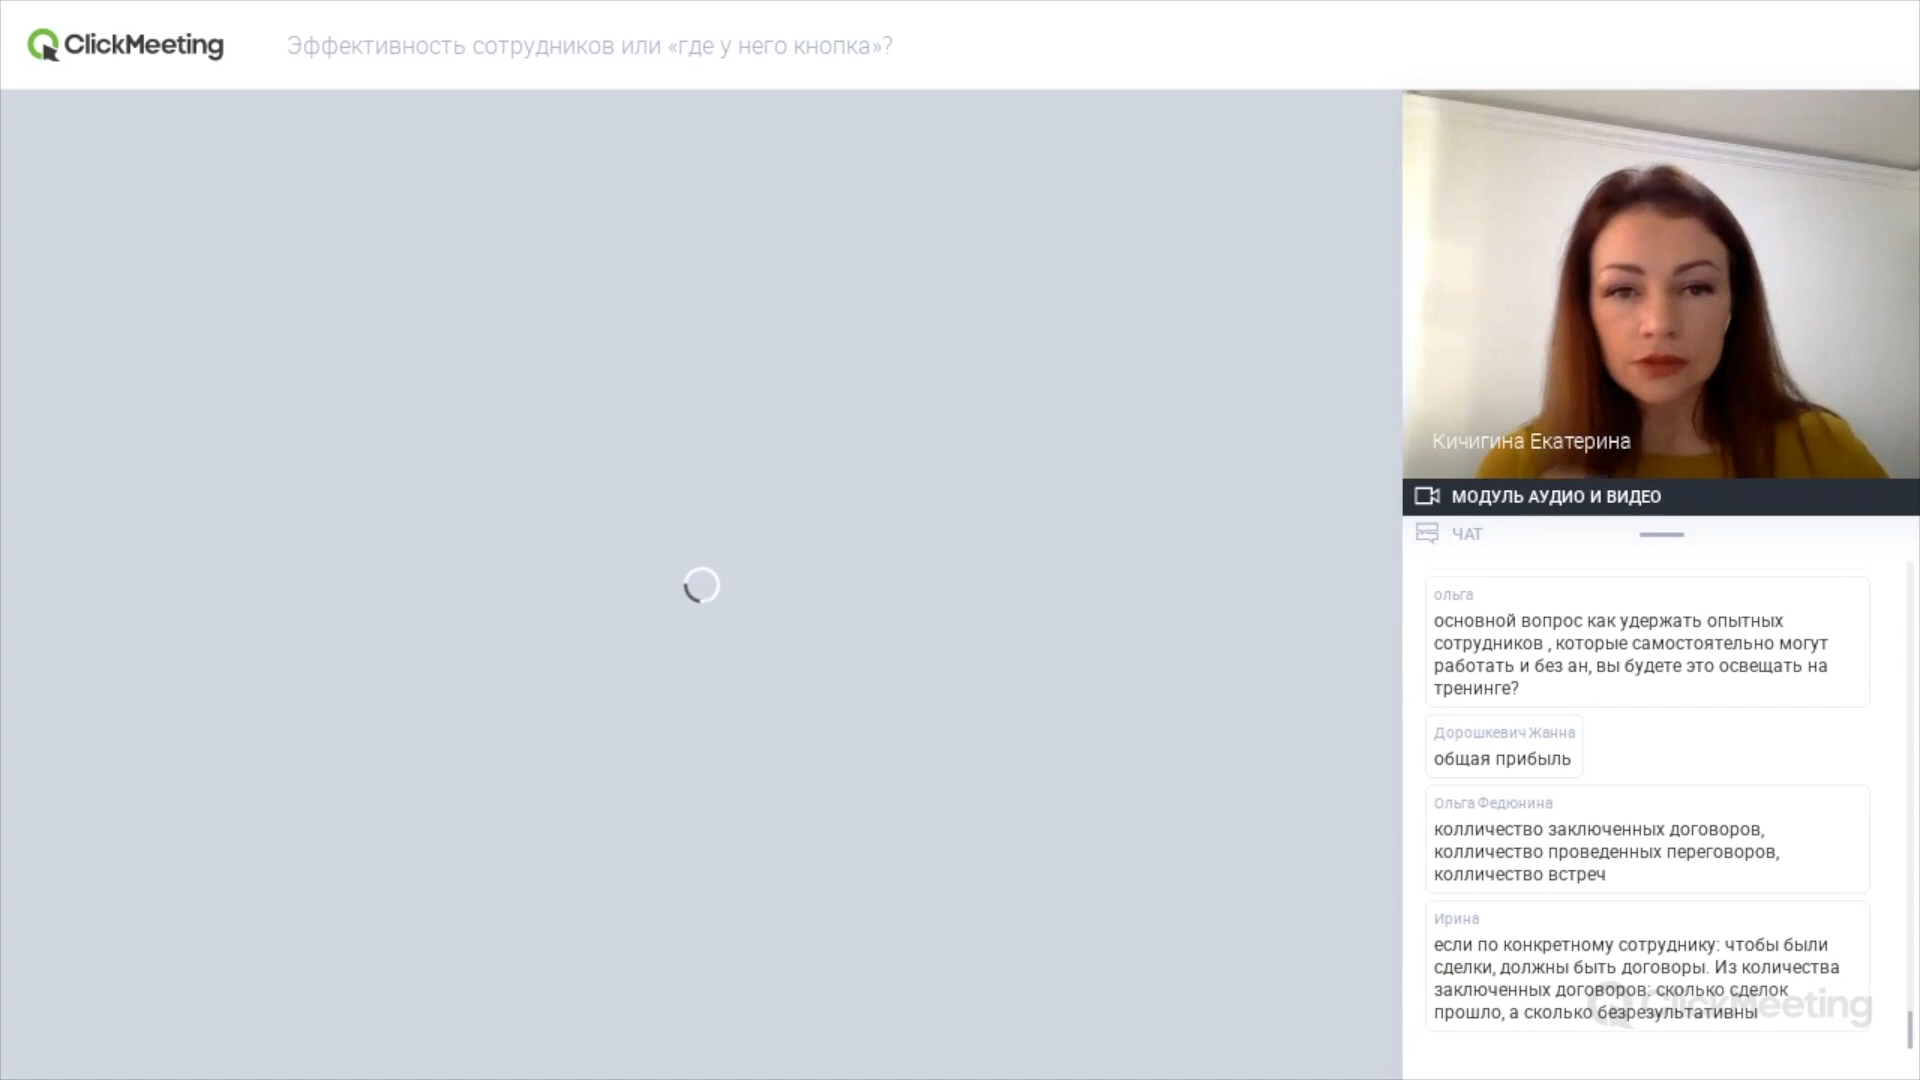 ClickMeeting
Эффективность сотрудников или «где у него кнопка»?
Кичигина Екатерина
МОДУЛЬ АУДИО И ВИДЕО
ЧАТ
ольга
основной вопрос как удержать опытных
сотрудников , которые самостоятельно могут
работать и без ан, вы будете это освещать на
тренинге?
Дорошкевич Жанна
общая прибыль
Ольга Федюнина
колличество заключенных договоров,
колличество проведенных переговоров,
колличество встреч
Ирина
если по конкретному сотруднику: чтобы были
сделки, должны быть договоры. Из количества
заключенных договоров: сколько сделок
прошло, а сколько безрезультативны
ClickMeeting